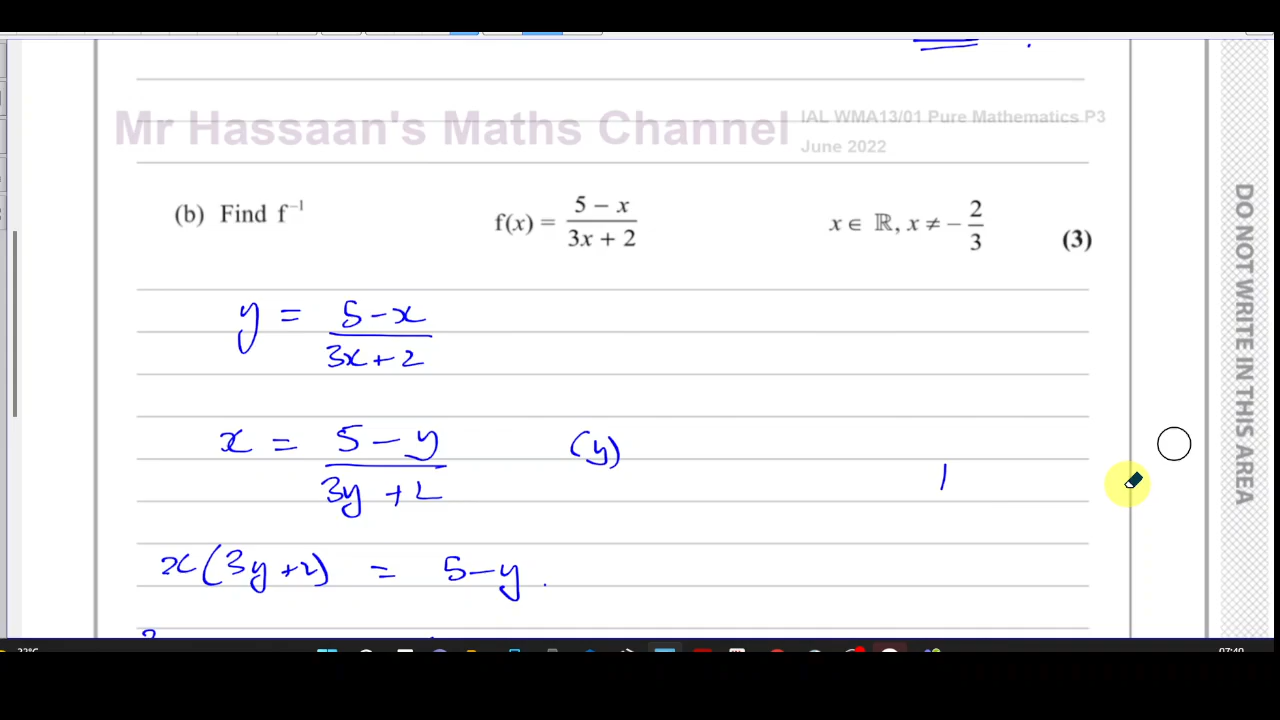 Mr Hassaan's Maths Channel
IAL WMA13/01 Pure Mathematics P3
June 2022
(b) Find f⁻¹
f(x) = (5 − x)/(3x + 2)
x ∈ ℝ, x ≠ −2/3
(3)
y = (5 − x)/(3x + 2)
x = (5 − y)/(3y + 2) (y)
x(3y + 2) = 5 − y.
DO NOT WRITE IN THIS AREA